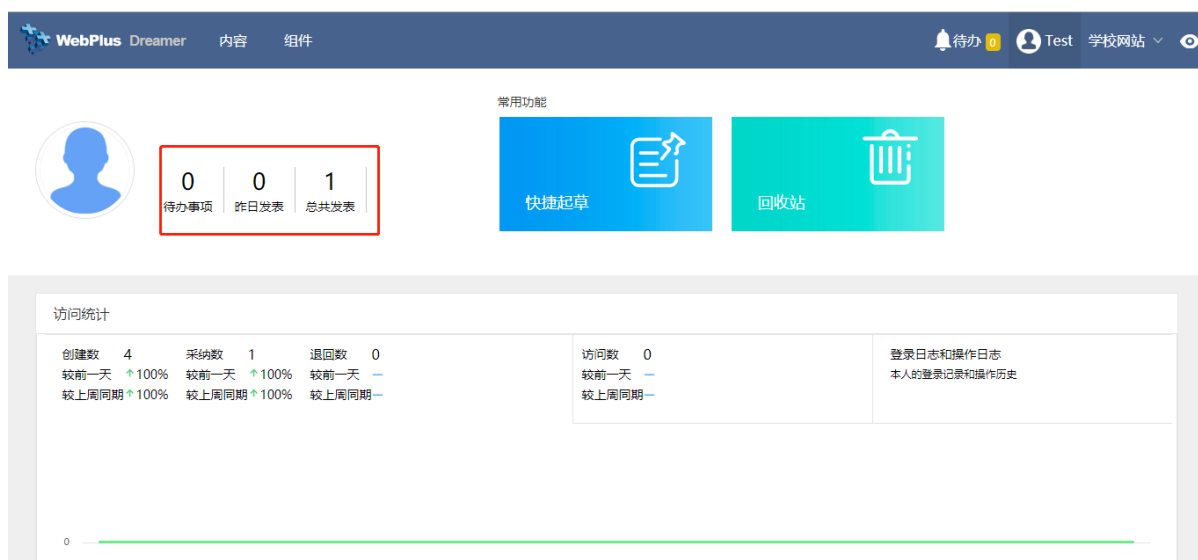 WebPlus Dreamer 内容 组件 待办 0 Test 学校网站
常用功能
0 0 1
待办事项 昨日发表 总共发表
快捷起草 回收站
访问统计
创建数 4 采纳数 1 退回数 0 访问数 0 登录日志和操作日志
较前一天 ↑100% 较前一天 ↑100% 较前一天 — 较前一天 — 本人的登录记录和操作历史
较上周同期↑100% 较上周同期↑100% 较上周同期— 较上周同期—
0